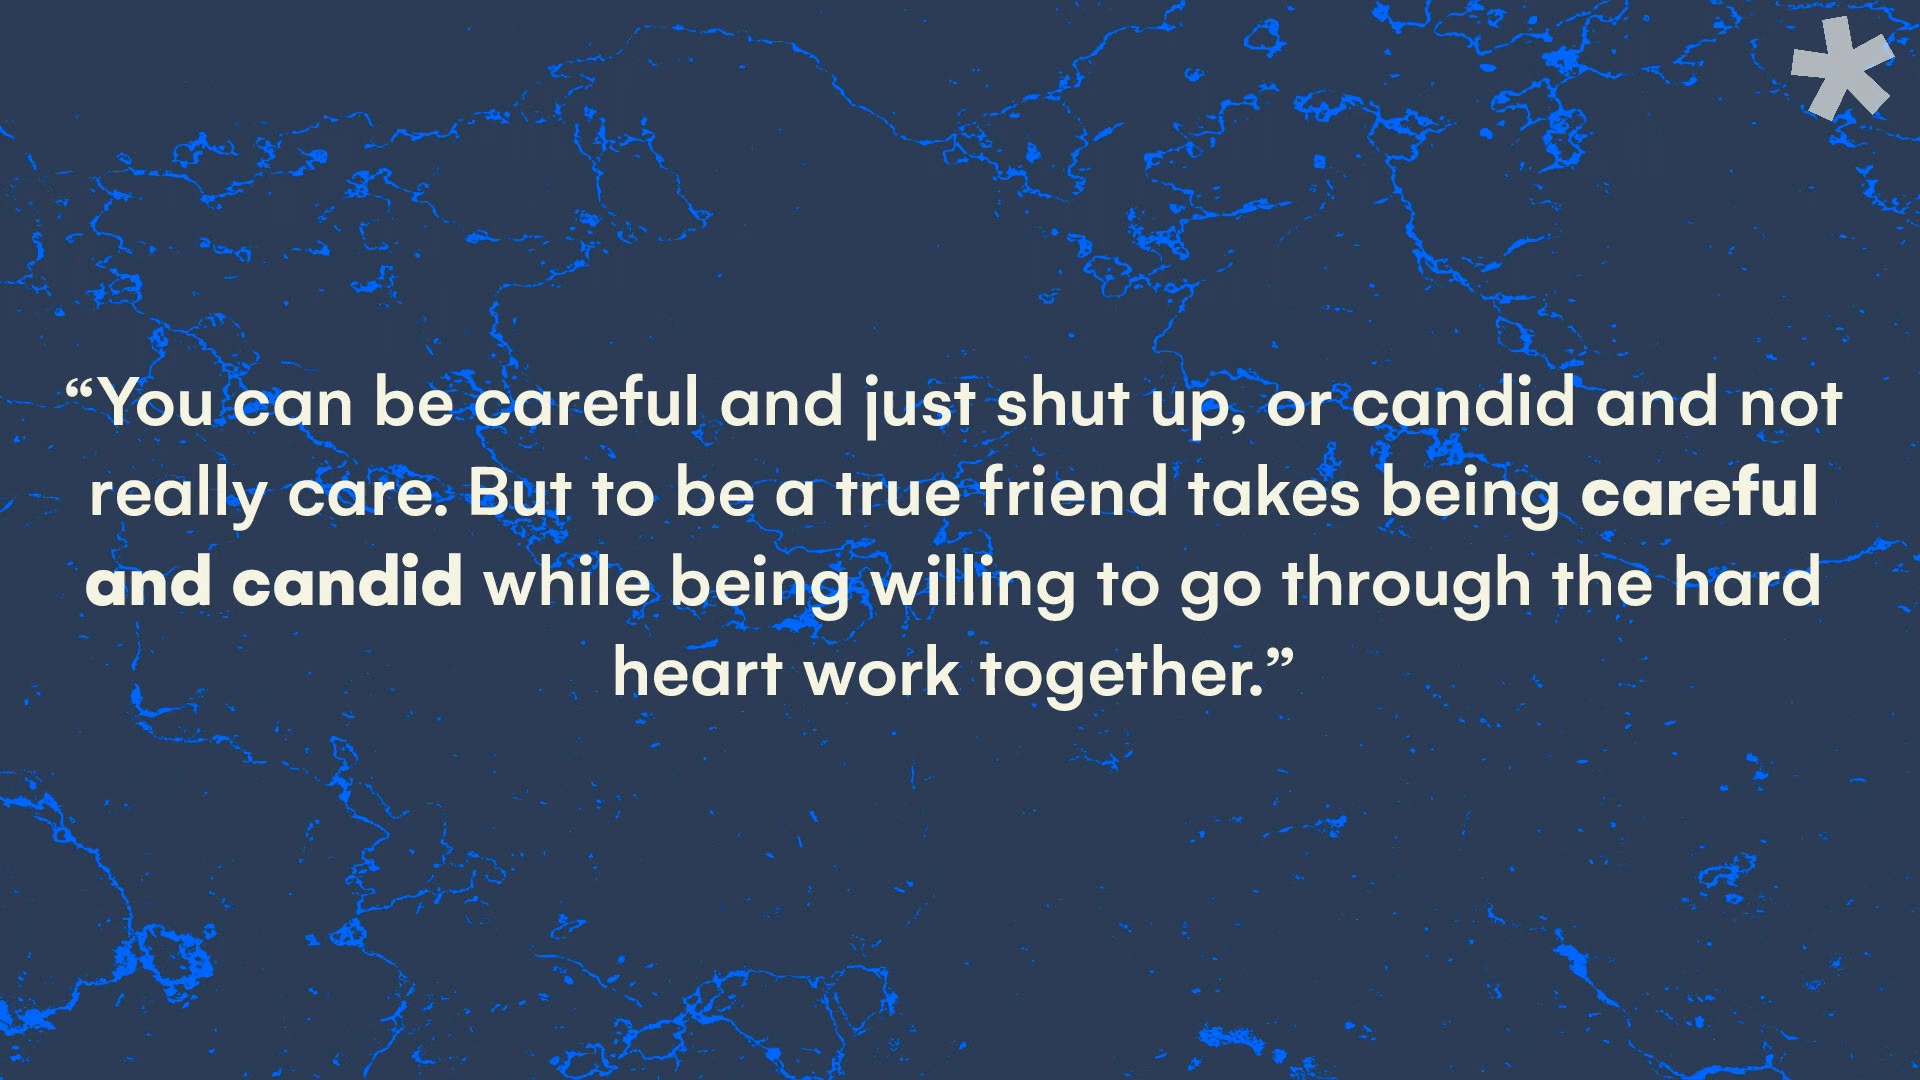 “You can be careful and just shut up, or candid and not
really care. But to be a true friend takes being careful
and candid while being willing to go through the hard
heart work together.”